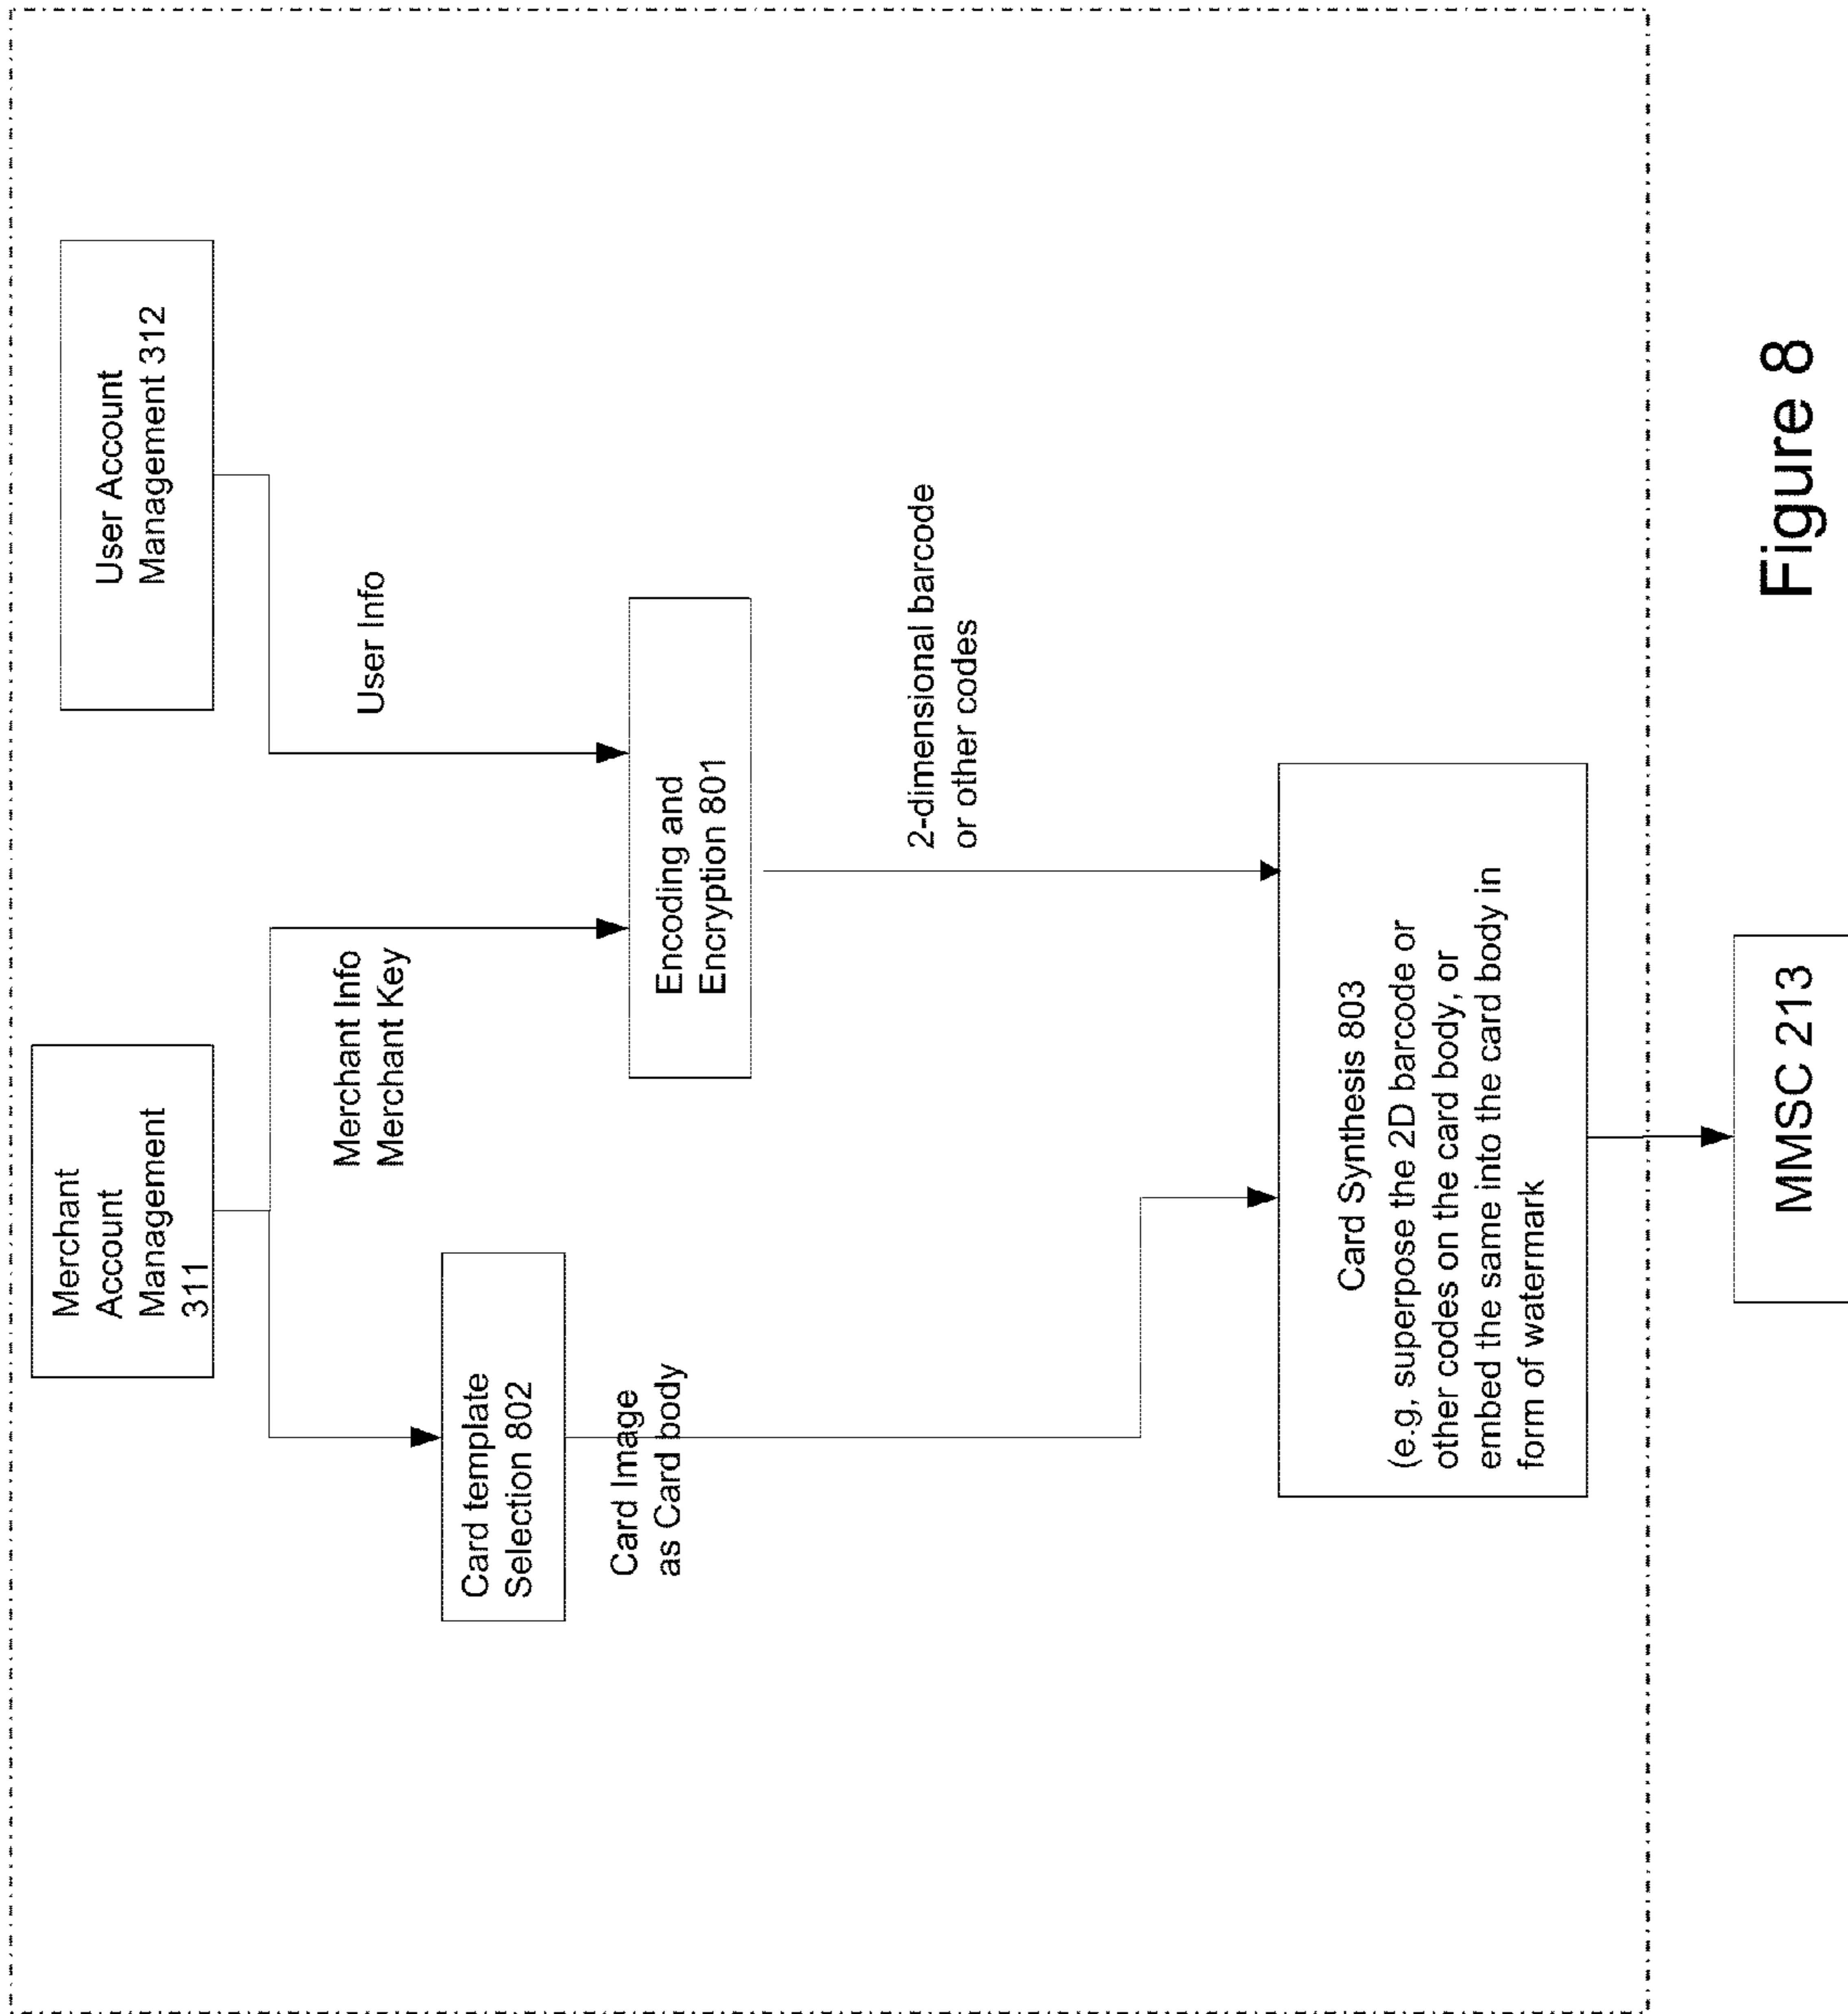 Merchant
Account
Management
311
User Account
Management 312
Merchant Info
Merchant Key
User Info
Card template
Selection 802
Encoding and
Encryption 801
Card Image
as Card body
2-dimensional barcode
or other codes
Card Synthesis 803
(e.g, superpose the 2D barcode or
other codes on the card body, or
embed the same into the card body in
form of watermark
MMSC 213
Figure 8